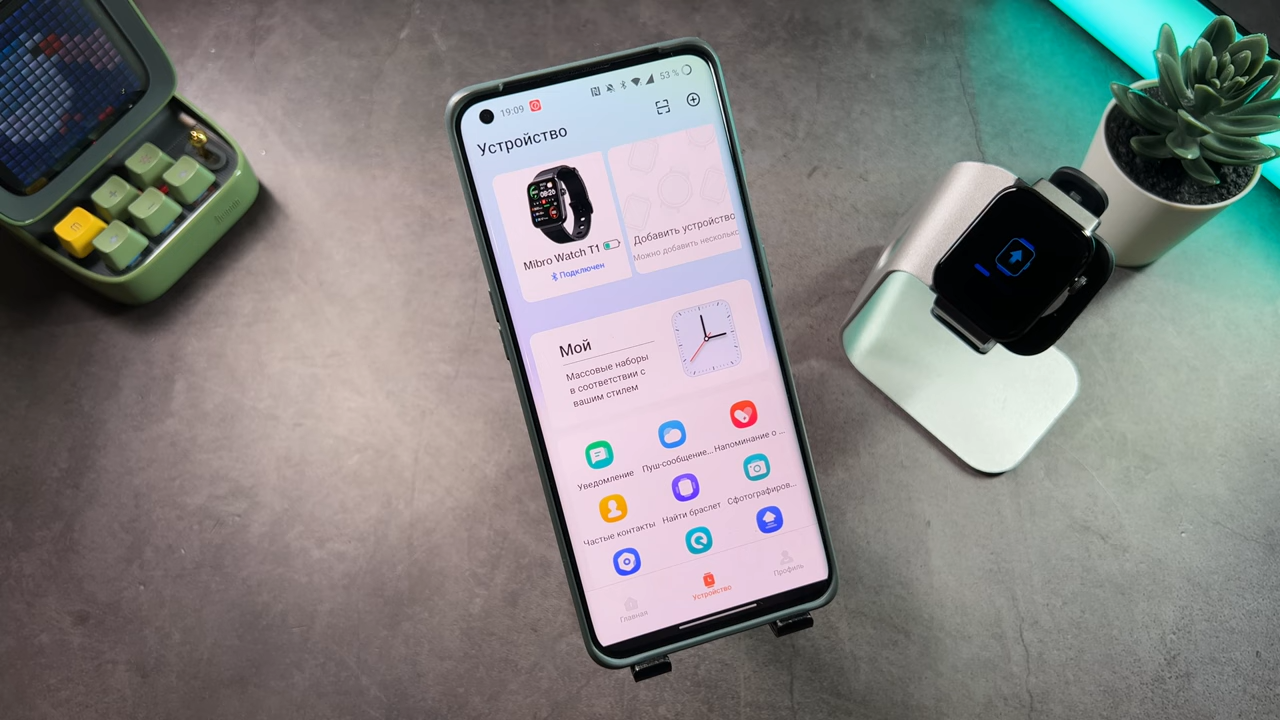 19:09
53 %
Устройство
Mibro Watch T1
Подключен
Добавить устройство
Можно добавить нескольк
Мой
Массовые наборы
в соответствии с
вашим стилем
Уведомление
Пуш-сообщение...
Напоминание о ...
Частые контакты
Найти браслет
Сфотографиров...
Главная
Устройство
Профиль